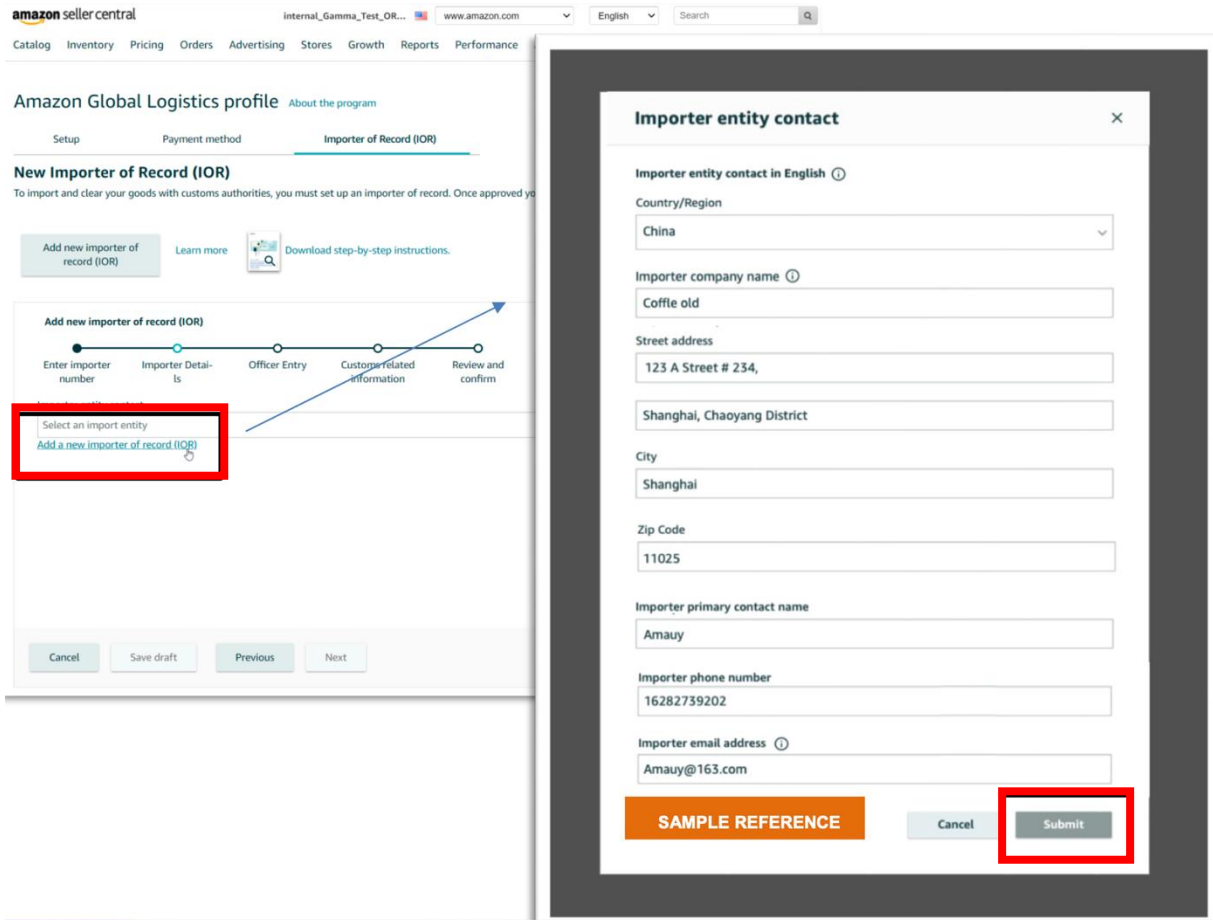 amazon seller central
internal_Gamma_Test_OR... www.amazon.com English Search
Catalog Inventory Pricing Orders Advertising Stores Growth Reports Performance
Amazon Global Logistics profile About the program
Setup Payment method Importer of Record (IOR)
New Importer of Record (IOR)
To import and clear your goods with customs authorities, you must set up an importer of record. Once approved yo
Add new importer of
record (IOR)
Learn more
Download step-by-step instructions.
Add new importer of record (IOR)
Enter importer
number
Importer Detai-
ls
Officer Entry
Customs related
information
Review and
confirm
Importer entity contact
Select an import entity
Add a new importer of record (IOR)
Cancel Save draft Previous Next
Importer entity contact
Importer entity contact in English
Country/Region
China
Importer company name
Coffle old
Street address
123 A Street # 234,
Shanghai, Chaoyang District
City
Shanghai
Zip Code
11025
Importer primary contact name
Amauy
Importer phone number
16282739202
Importer email address
Amauy@163.com
SAMPLE REFERENCE
Cancel Submit